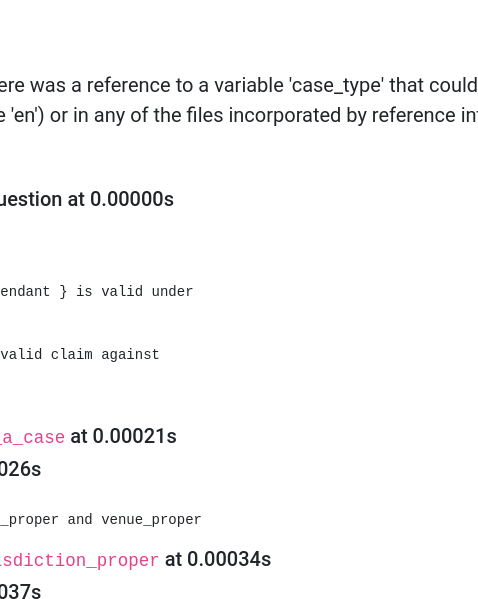 ere was a reference to a variable 'case_type' that could
e 'en') or in any of the files incorporated by reference in
uestion at 0.00000s
endant } is valid under
valid claim against
_a_case at 0.00021s
026s
_proper and venue_proper
isdiction_proper at 0.00034s
037s